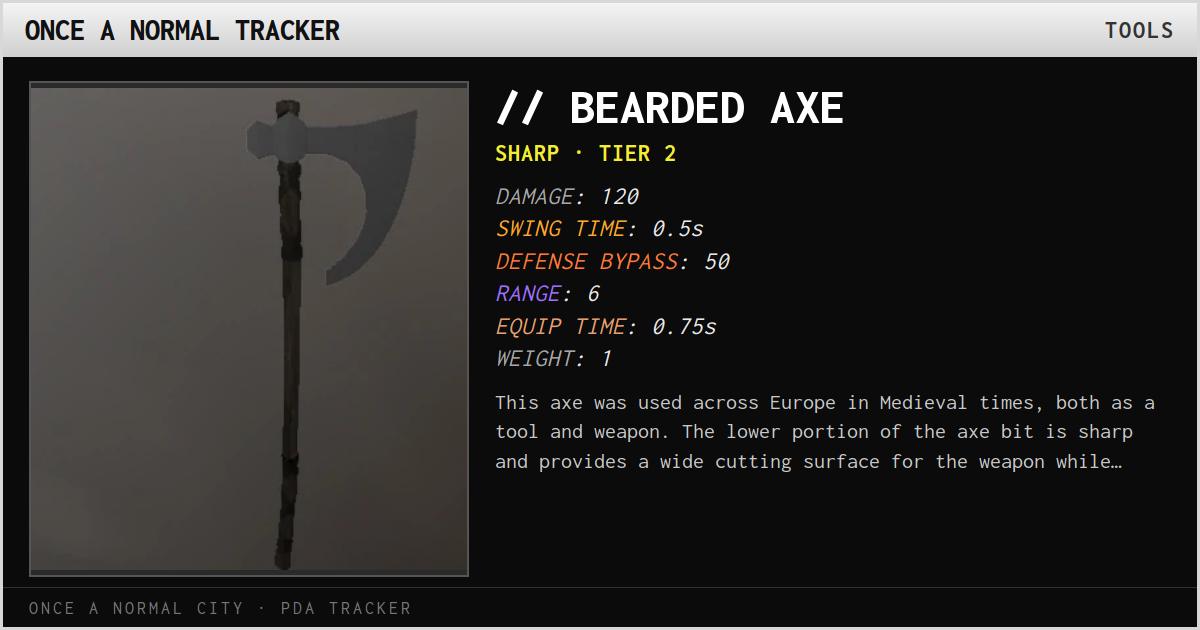 ONCE A NORMAL TRACKER
TOOLS
// BEARDED AXE
SHARP · TIER 2
DAMAGE: 120
SWING TIME: 0.5s
DEFENSE BYPASS: 50
RANGE: 6
EQUIP TIME: 0.75s
WEIGHT: 1
This axe was used across Europe in Medieval times, both as a
tool and weapon. The lower portion of the axe bit is sharp
and provides a wide cutting surface for the weapon while…
ONCE A NORMAL CITY · PDA TRACKER